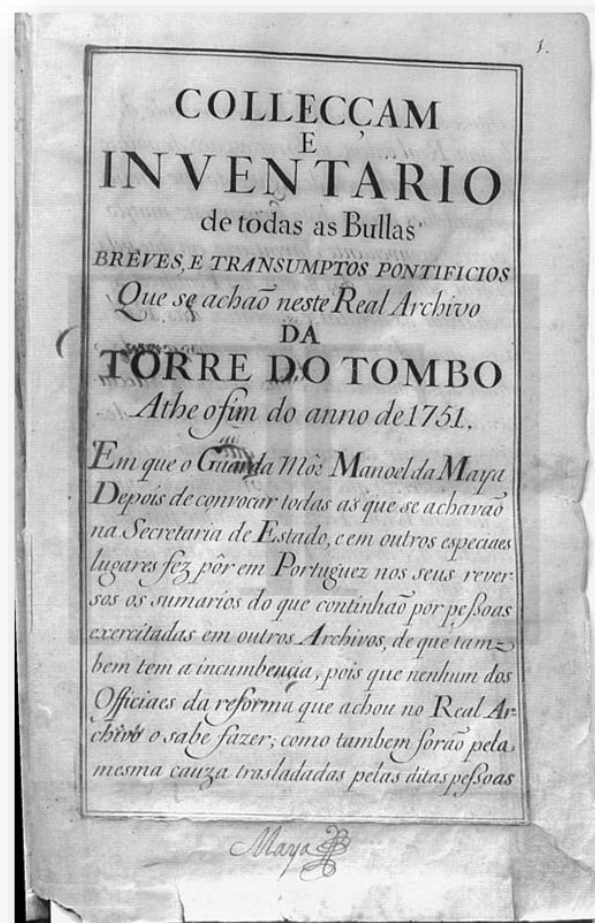 1.
COLLECÇAM
E
INVENTARIO
de todas as Bullas
BREVES, E TRANSUMPTOS PONTIFICIOS
Que se achaõ neste Real Archivo
DA
TORRE DO TOMBO
Athe o fim do anno de 1751.
Em que o Guarda Môr Manoel da Maya
Depois de convocar todas as que se achavaõ
na Secretaria de Estado, e em outros especiaes
lugares fez pôr em Portuguez nos seus rever-
sos os sumarios do que continhaõ por peſsoas
exercitadas em outros Archivos, de que tam-
bem tem a incumbencia, pois que nenhum dos
Officiaes da reforma que achou no Real Ar-
chivo o sabe fazer; como tambem foraõ pela
mesma cauza trasladadas pelas ditas peſsoas
Maya